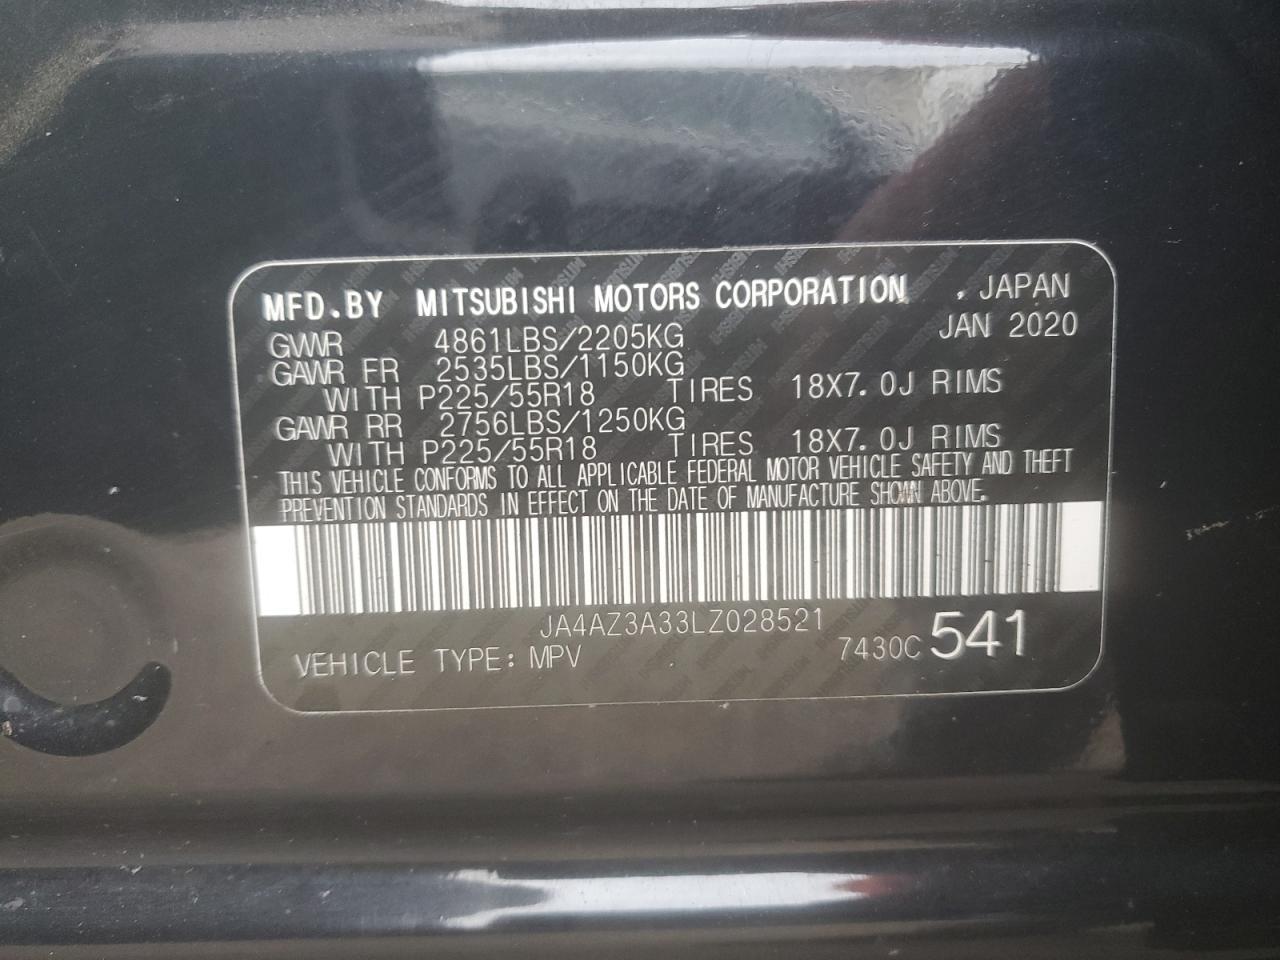 MFD.BY MITSUBISHI MOTORS CORPORATION , JAPAN
GVWR 4861LBS/2205KG JAN 2020
GAWR FR 2535LBS/1150KG
WITH P225/55R18 TIRES 18X7.0J RIMS
GAWR RR 2756LBS/1250KG
WITH P225/55R18 TIRES 18X7.0J RIMS
THIS VEHICLE CONFORMS TO ALL APPLICABLE FEDERAL MOTOR VEHICLE SAFETY AND THEFT
PREVENTION STANDARDS IN EFFECT ON THE DATE OF MANUFACTURE SHOWN ABOVE.
JA4AZ3A33LZ028521
VEHICLE TYPE: MPV 7430C 541